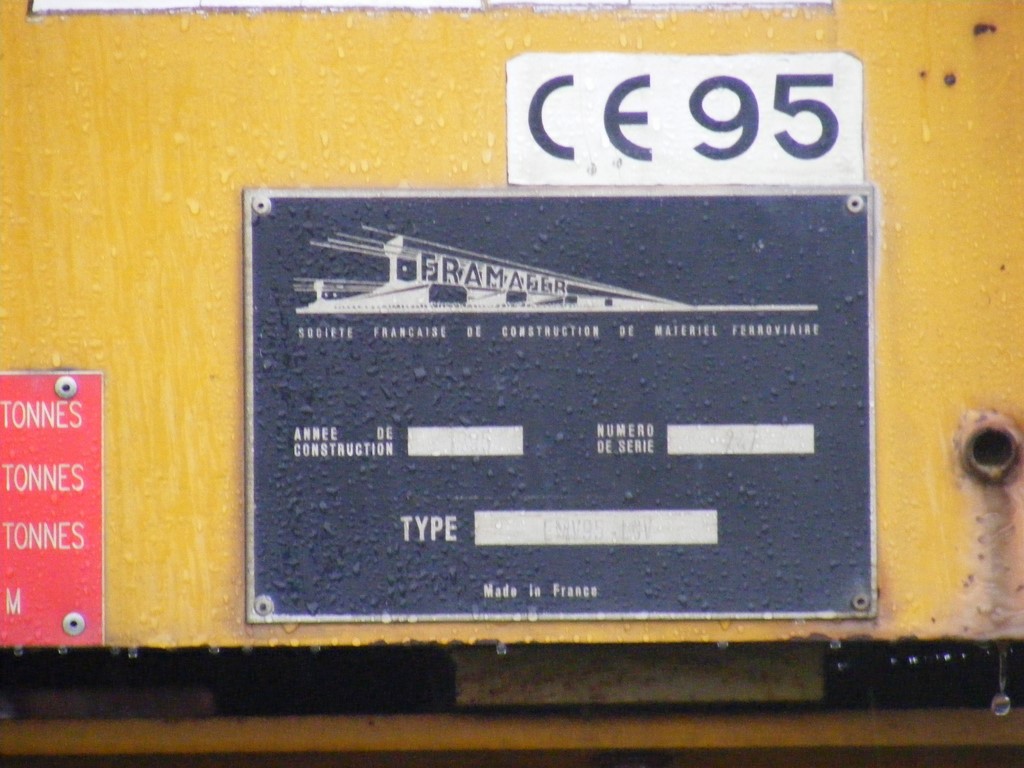 CE 95
FRAMAFER
SOCIETE FRANCAISE DE CONSTRUCTION DE MATERIEL FERROVIAIRE
TONNES
TONNES
TONNES
M
ANNEE DE
CONSTRUCTION
NUMERO
DE SERIE
TYPE
Made in France